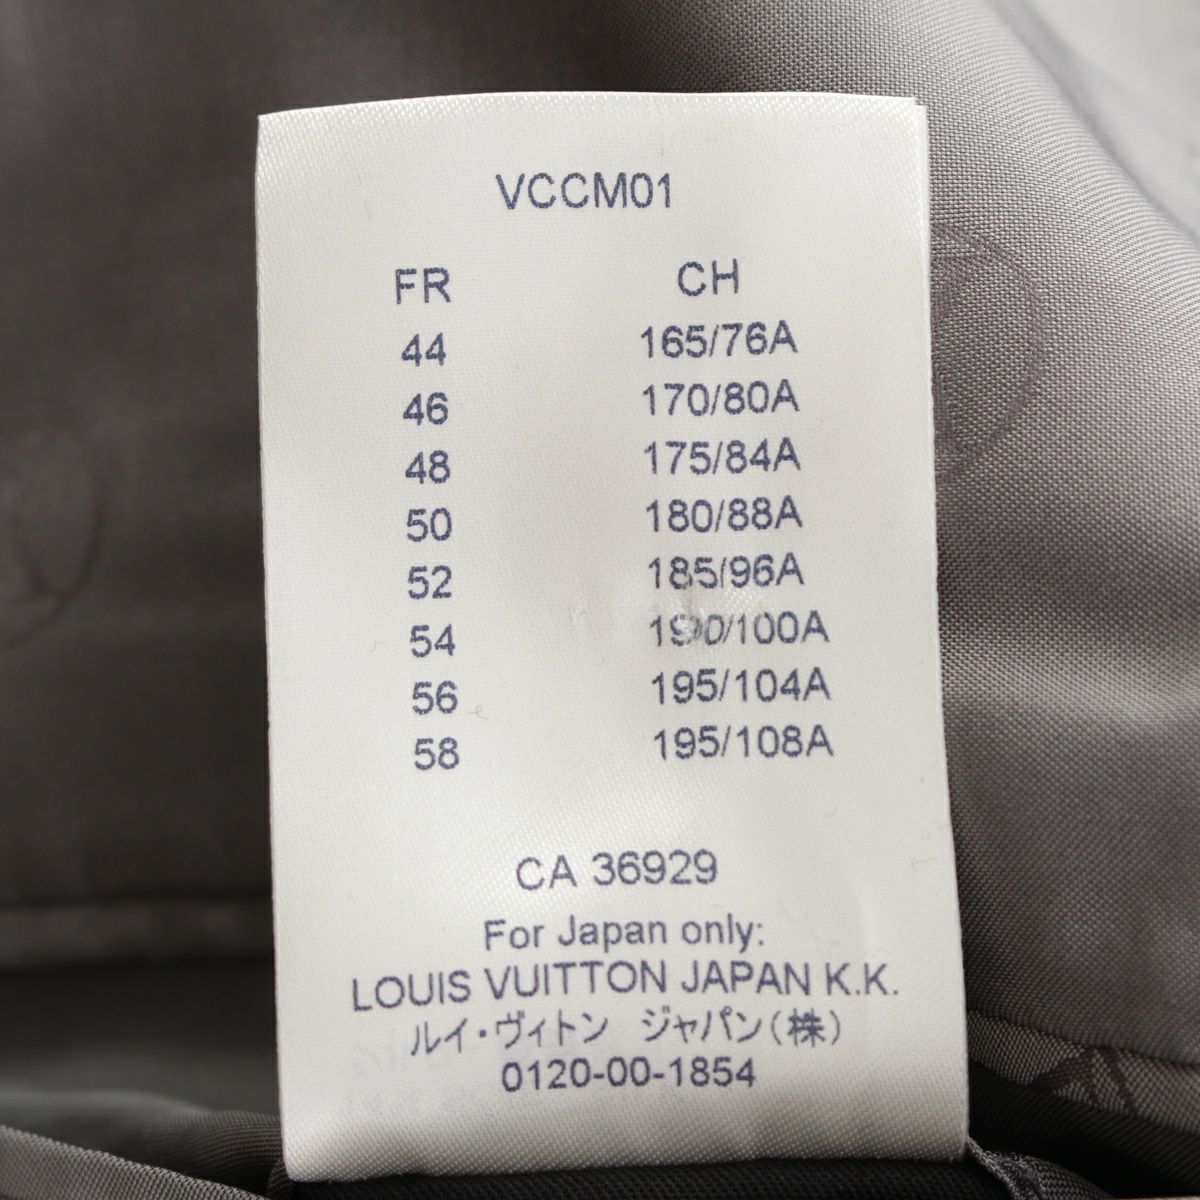 VCCM01
FR CH
44 165/76A
46 170/80A
48 175/84A
50 180/88A
52 185/96A
54 190/100A
56 195/104A
58 195/108A
CA 36929
For Japan only:
LOUIS VUITTON JAPAN K.K.
ルイ・ヴィトン ジャパン(株)
0120-00-1854